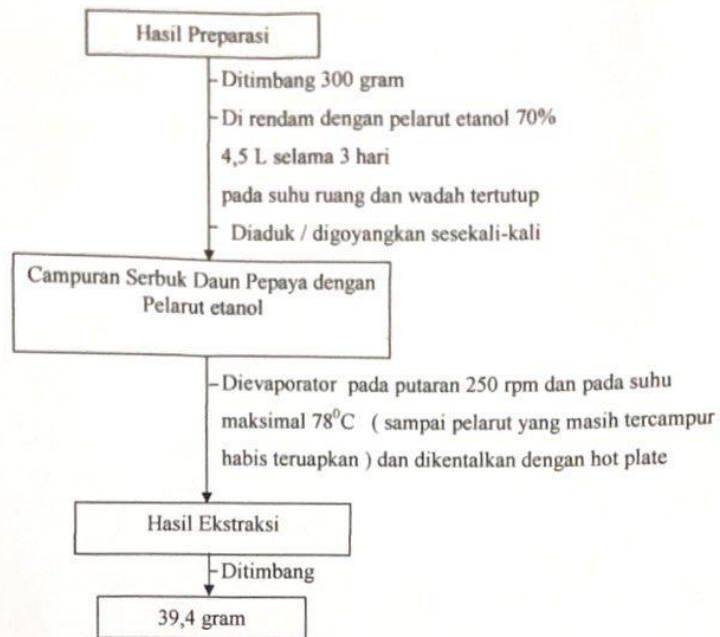 Hasil Preparasi
Ditimbang 300 gram
Di rendam dengan pelarut etanol 70%
4,5 L selama 3 hari
pada suhu ruang dan wadah tertutup
Diaduk / digoyangkan sesekali-kali
Campuran Serbuk Daun Pepaya dengan
Pelarut etanol
Dievaporator pada putaran 250 rpm dan pada suhu
maksimal 78⁰C ( sampai pelarut yang masih tercampur
habis teruapkan ) dan dikentalkan dengan hot plate
Hasil Ekstraksi
Ditimbang
39,4 gram